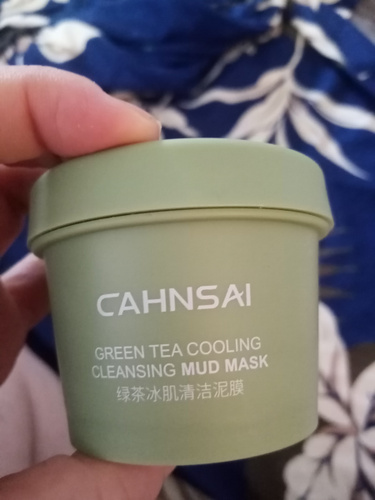 CAHNSAI
GREEN TEA COOLING
CLEANSING MUD MASK
绿茶冰肌清洁泥膜